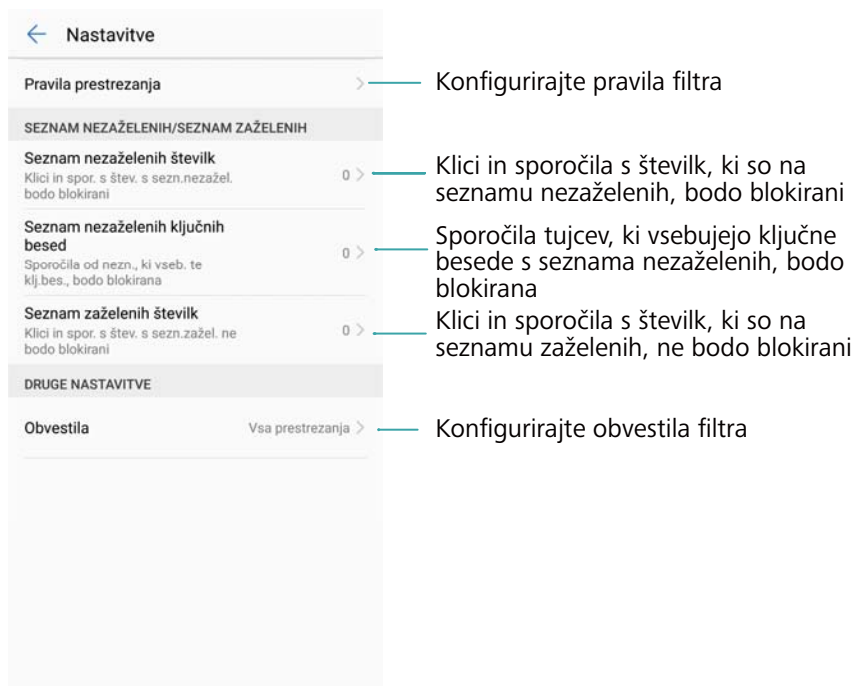 Nastavitve
Pravila prestrezanja
Konfigurirajte pravila filtra
SEZNAM NEZAŽELENIH/SEZNAM ZAŽELENIH
Seznam nezaželenih številk
Klici in spor. s štev. s sezn.nezažel.
bodo blokirani
0
Klici in sporočila s številk, ki so na
seznamu nezaželenih, bodo blokirani
Seznam nezaželenih ključnih
besed
Sporočila od nezn., ki vseb. te
klj.bes., bodo blokirana
0
Sporočila tujcev, ki vsebujejo ključne
besede s seznama nezaželenih, bodo
blokirana
Seznam zaželenih številk
Klici in spor. s štev. s sezn.zažel. ne
bodo blokirani
0
Klici in sporočila s številk, ki so na
seznamu zaželenih, ne bodo blokirani
DRUGE NASTAVITVE
Obvestila
Vsa prestrezanja
Konfigurirajte obvestila filtra